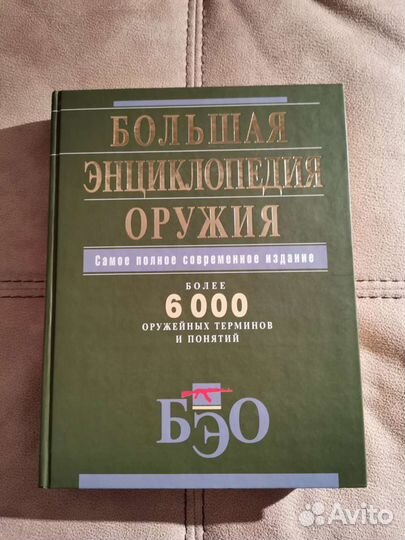 БОЛЬШАЯ
ЭНЦИКЛОПЕДИЯ
ОРУЖИЯ
Самое полное современное издание
БОЛЕЕ
6 000
ОРУЖЕЙНЫХ ТЕРМИНОВ
И ПОНЯТИЙ
БЭО
Avito